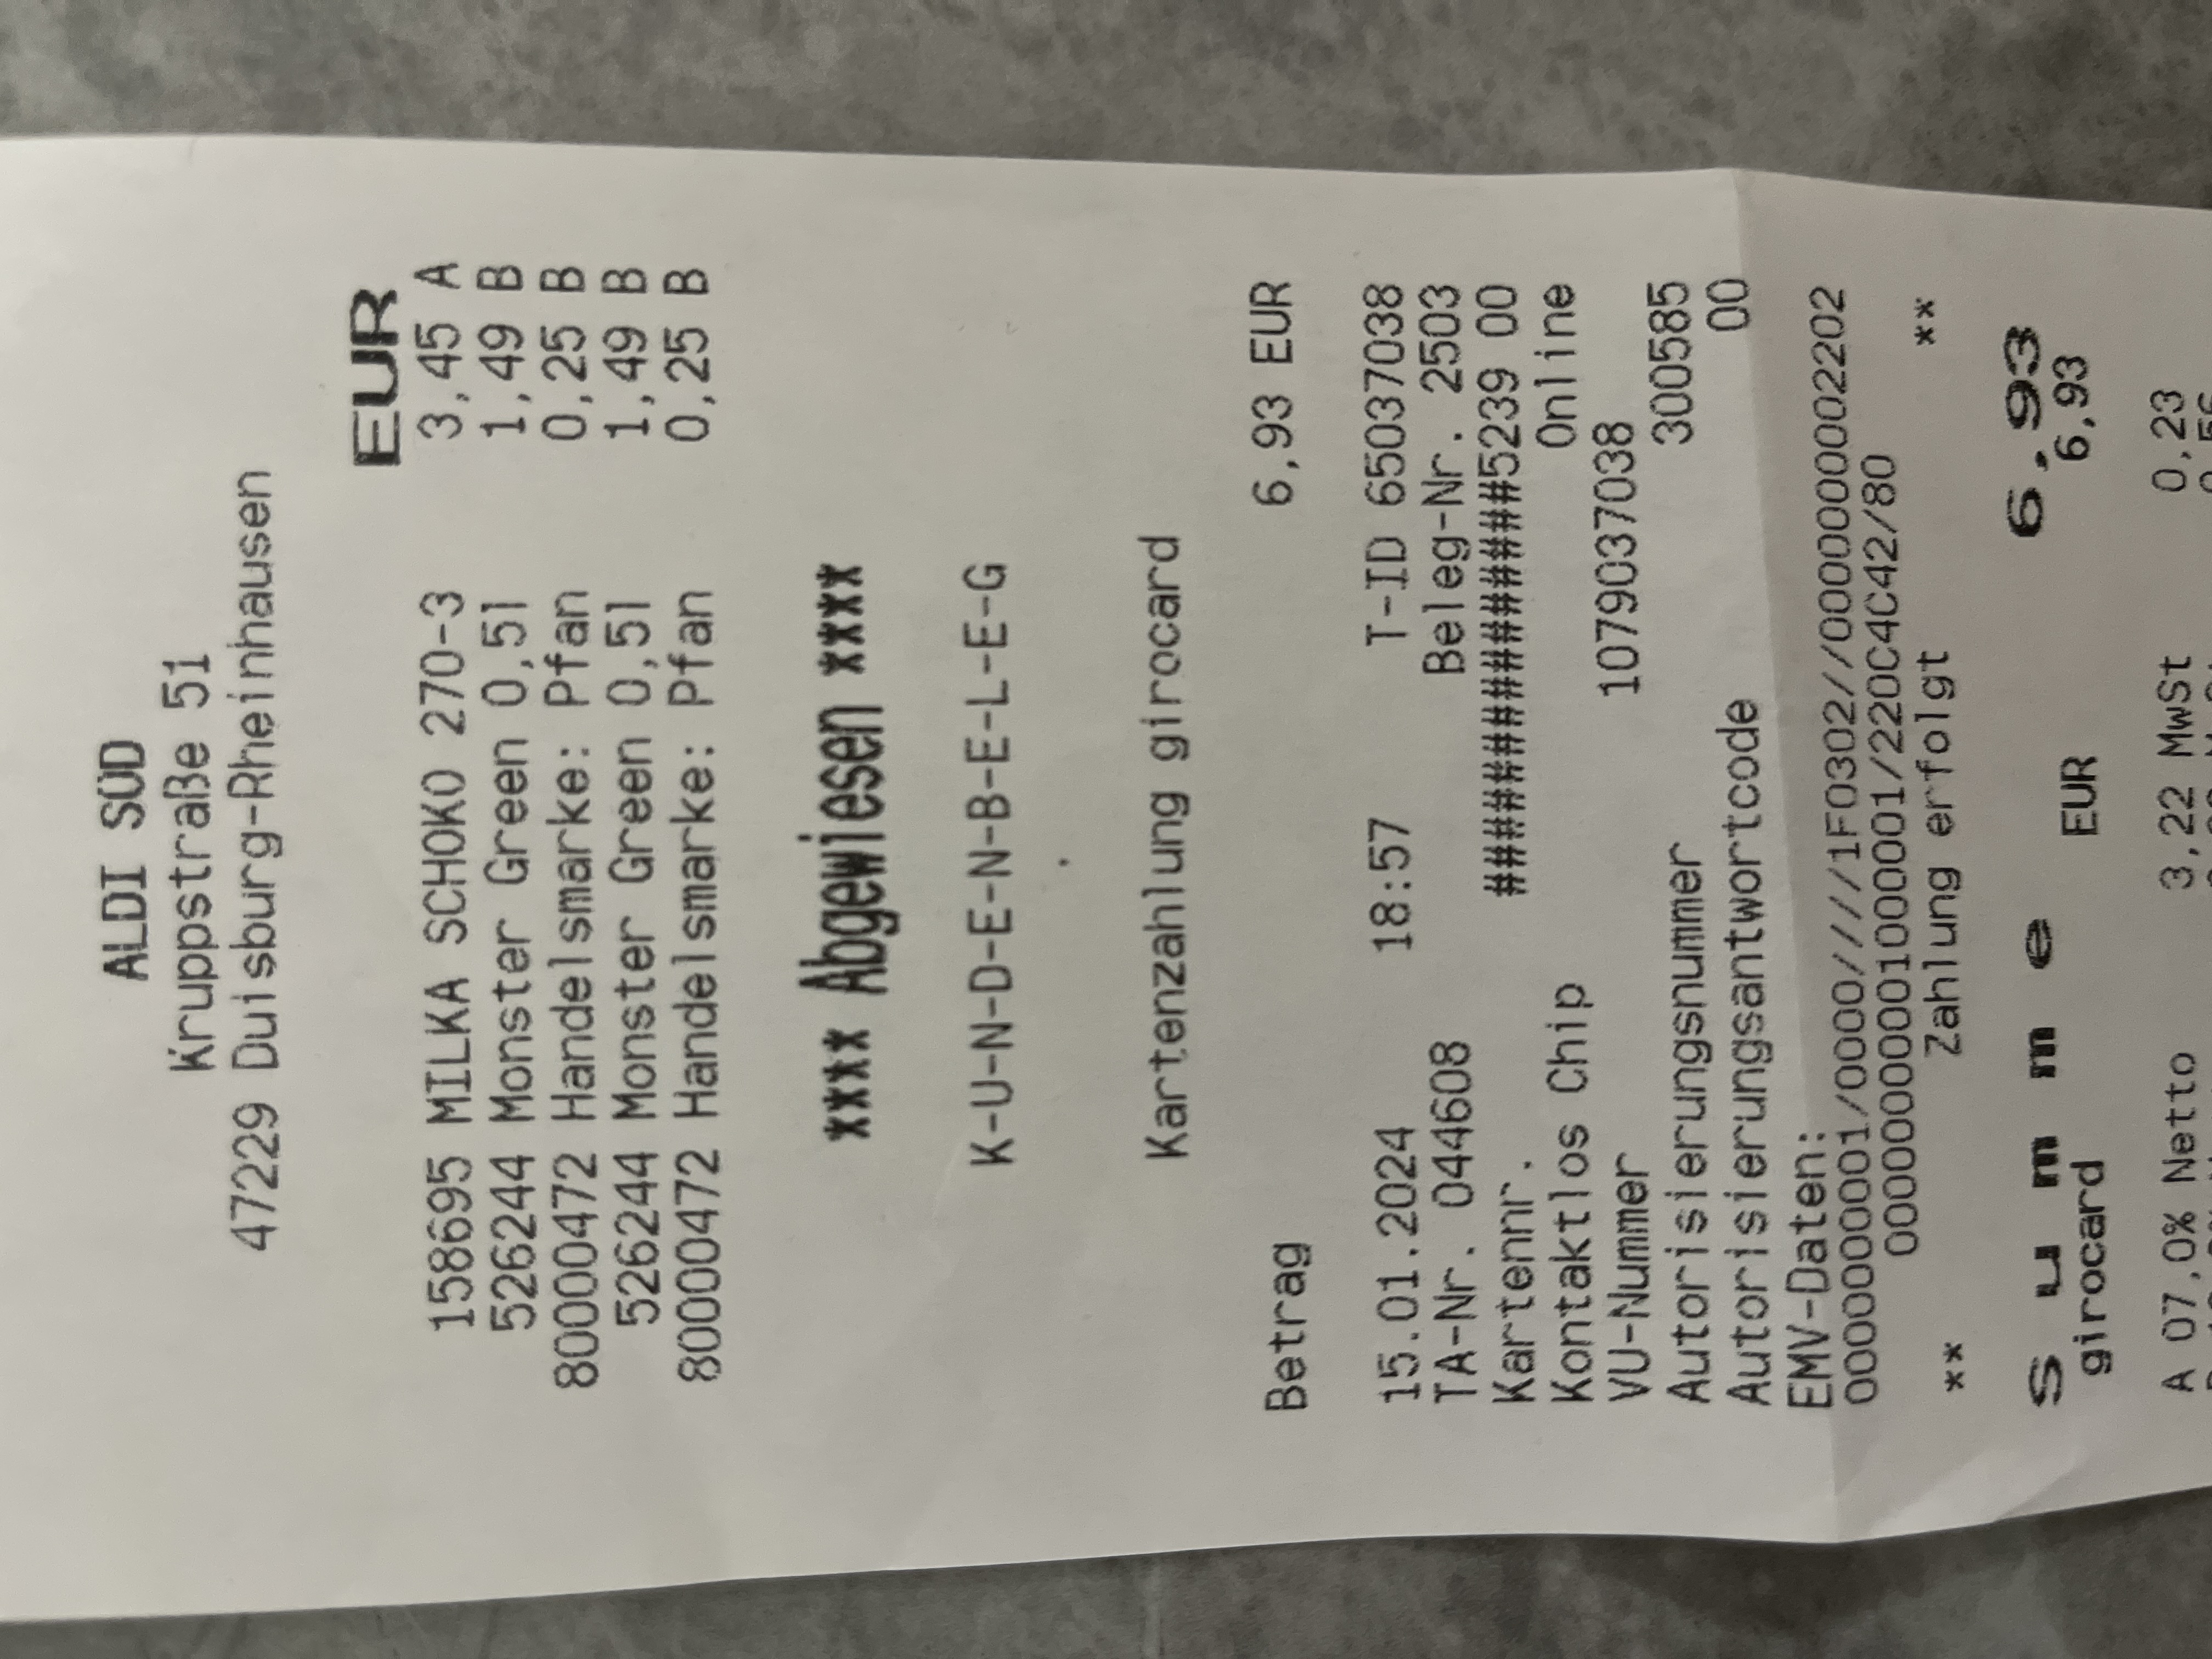 ALDI SÜD
Kruppstraße 51
47229 Duisburg-Rheinhausen
EUR
158695 MILKA SCHOKO 270-3 3,45 A
526244 Monster Green 0,5l 1,49 B
80000472 Handelsmarke: Pfan 0,25 B
526244 Monster Green 0,5l 1,49 B
80000472 Handelsmarke: Pfan 0,25 B
**** Abgewiesen ****
K-U-N-D-E-N-B-E-L-E-G
.
Kartenzahlung girocard
Betrag 6,93 EUR
15.01.2024 18:57 T-ID 65037038
TA-Nr. 044608 Beleg-Nr. 2503
Kartennr. ###############5239 00
Kontaktlos Chip Online
VU-Nummer 1079037038
Autorisierungsnummer 300585
Autorisierungsantwortcode 00
EMV-Daten:
0000000001/0000////1F0302//0000000002202
00000000001000001/220C4C42/80
** Zahlung erfolgt **
Summe 6,93
girocard EUR 6,93
A 07,0% Netto 3,22 MwSt 0,23